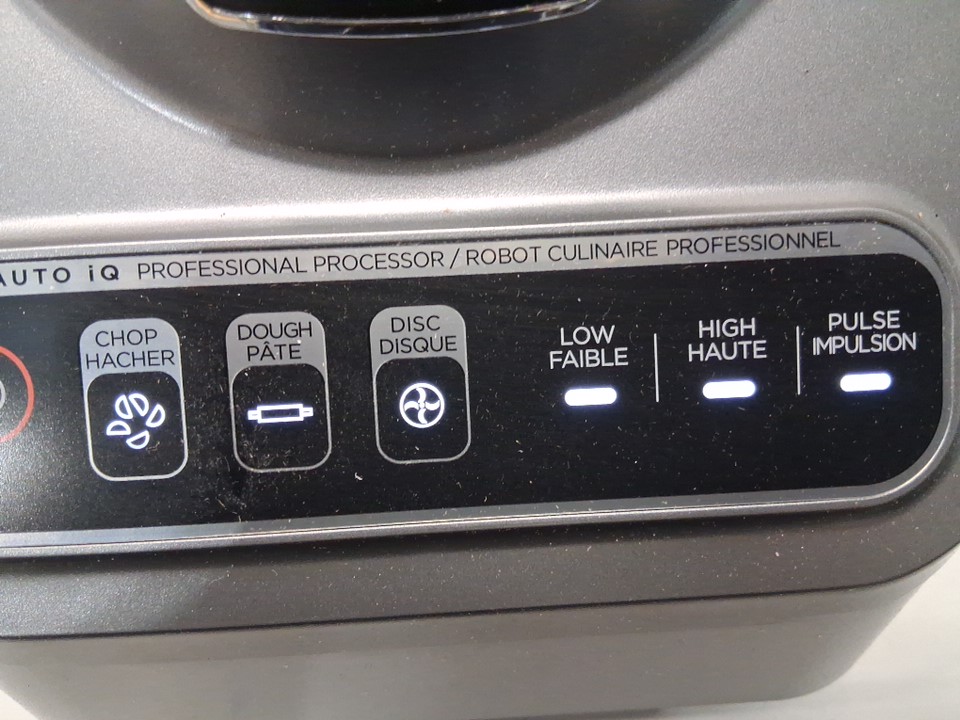 AUTO iQ PROFESSIONAL PROCESSOR / ROBOT CULINAIRE PROFESSIONNEL
CHOP
HACHER
DOUGH
PÂTE
DISC
DISQUE
LOW
FAIBLE
HIGH
HAUTE
PULSE
IMPULSION